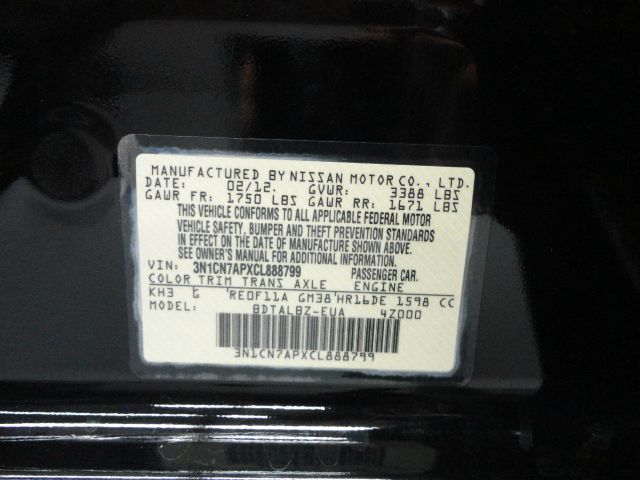 MANUFACTURED BY NISSAN MOTOR CO., LTD.
DATE: 02/12. GVWR: 3388 LBS
GAWR FR: 1750 LBS GAWR RR: 1671 LBS
THIS VEHICLE CONFORMS TO ALL APPLICABLE FEDERAL MOTOR
VEHICLE SAFETY, BUMPER AND THEFT PREVENTION STANDARDS
IN EFFECT ON THE DATE OF MANUFACTURE SHOWN ABOVE.
SEE OWNER'S MANUAL FOR ADDITIONAL INFORMATION.
VIN: 3N1CN7APXCL888799 PASSENGER CAR.
COLOR TRIM TRANS AXLE ENGINE
KH3 G RE0F11A GM38 HR16DE 1598 CC
MODEL: BDTALBZ-EUA 4Z000
3N1CN7APXCL888799